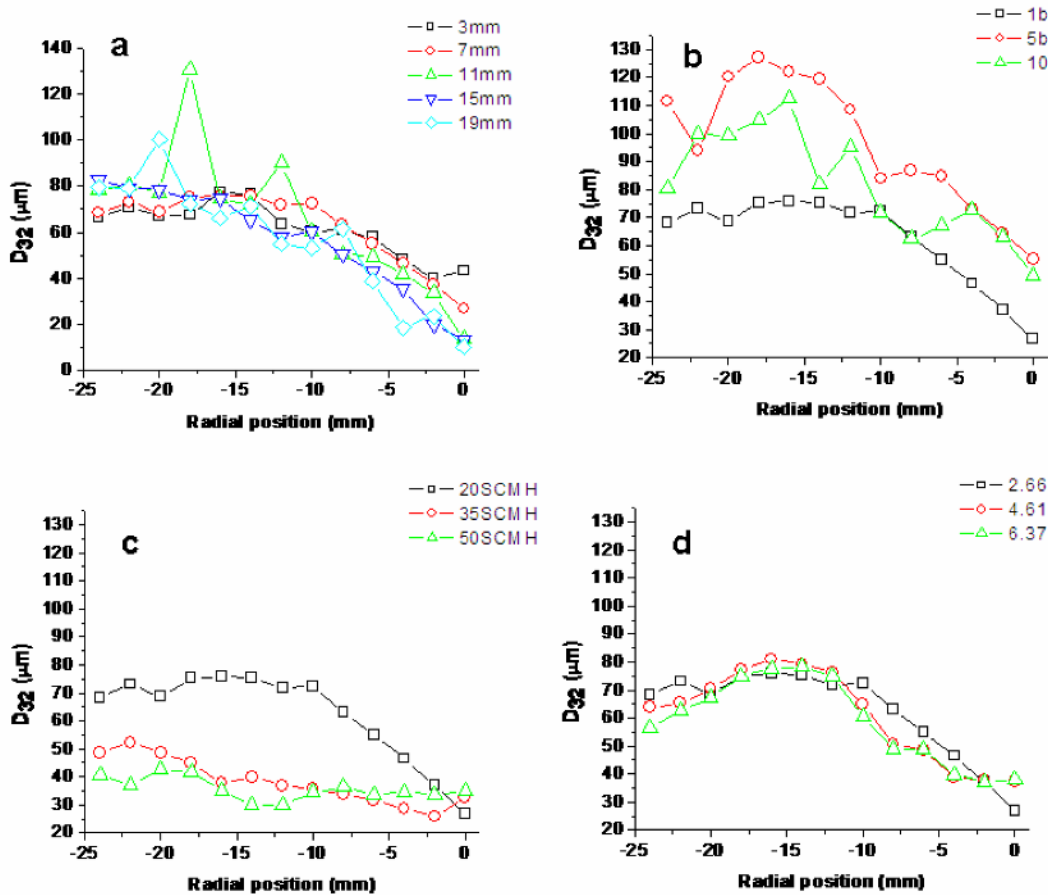 a
3mm
7mm
11mm
15mm
19mm
140
120
100
80
60
40
20
0
D32 (μm)
-25 -20 -15 -10 -5 0
Radial position (mm)
b
1b
5b
10
130
120
110
100
90
80
70
60
50
40
30
20
D32 (μm)
-25 -20 -15 -10 -5 0
Radial position (mm)
c
20SCMH
35SCMH
50SCMH
130
120
110
100
90
80
70
60
50
40
30
20
D32 (μm)
-25 -20 -15 -10 -5 0
Radial position (mm)
d
2.66
4.61
6.37
130
120
110
100
90
80
70
60
50
40
30
20
D32 (μm)
-25 -20 -15 -10 -5 0
Radial position (mm)